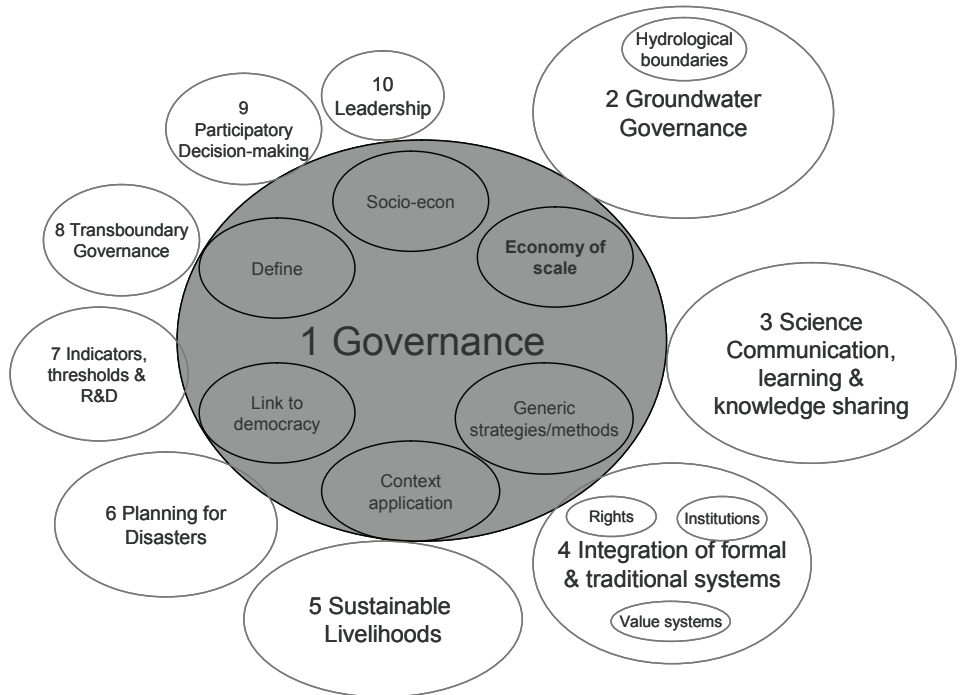 10
Leadership
Hydrological
boundaries
2 Groundwater
Governance
9
Participatory
Decision-making
Socio-econ
8 Transboundary
Governance
Define
Economy of
scale
1 Governance
3 Science
Communication,
learning &
knowledge sharing
7 Indicators,
thresholds &
R&D
Link to
democracy
Generic
strategies/methods
Context
application
6 Planning for
Disasters
Rights
Institutions
4 Integration of formal
& traditional systems
Value systems
5 Sustainable
Livelihoods